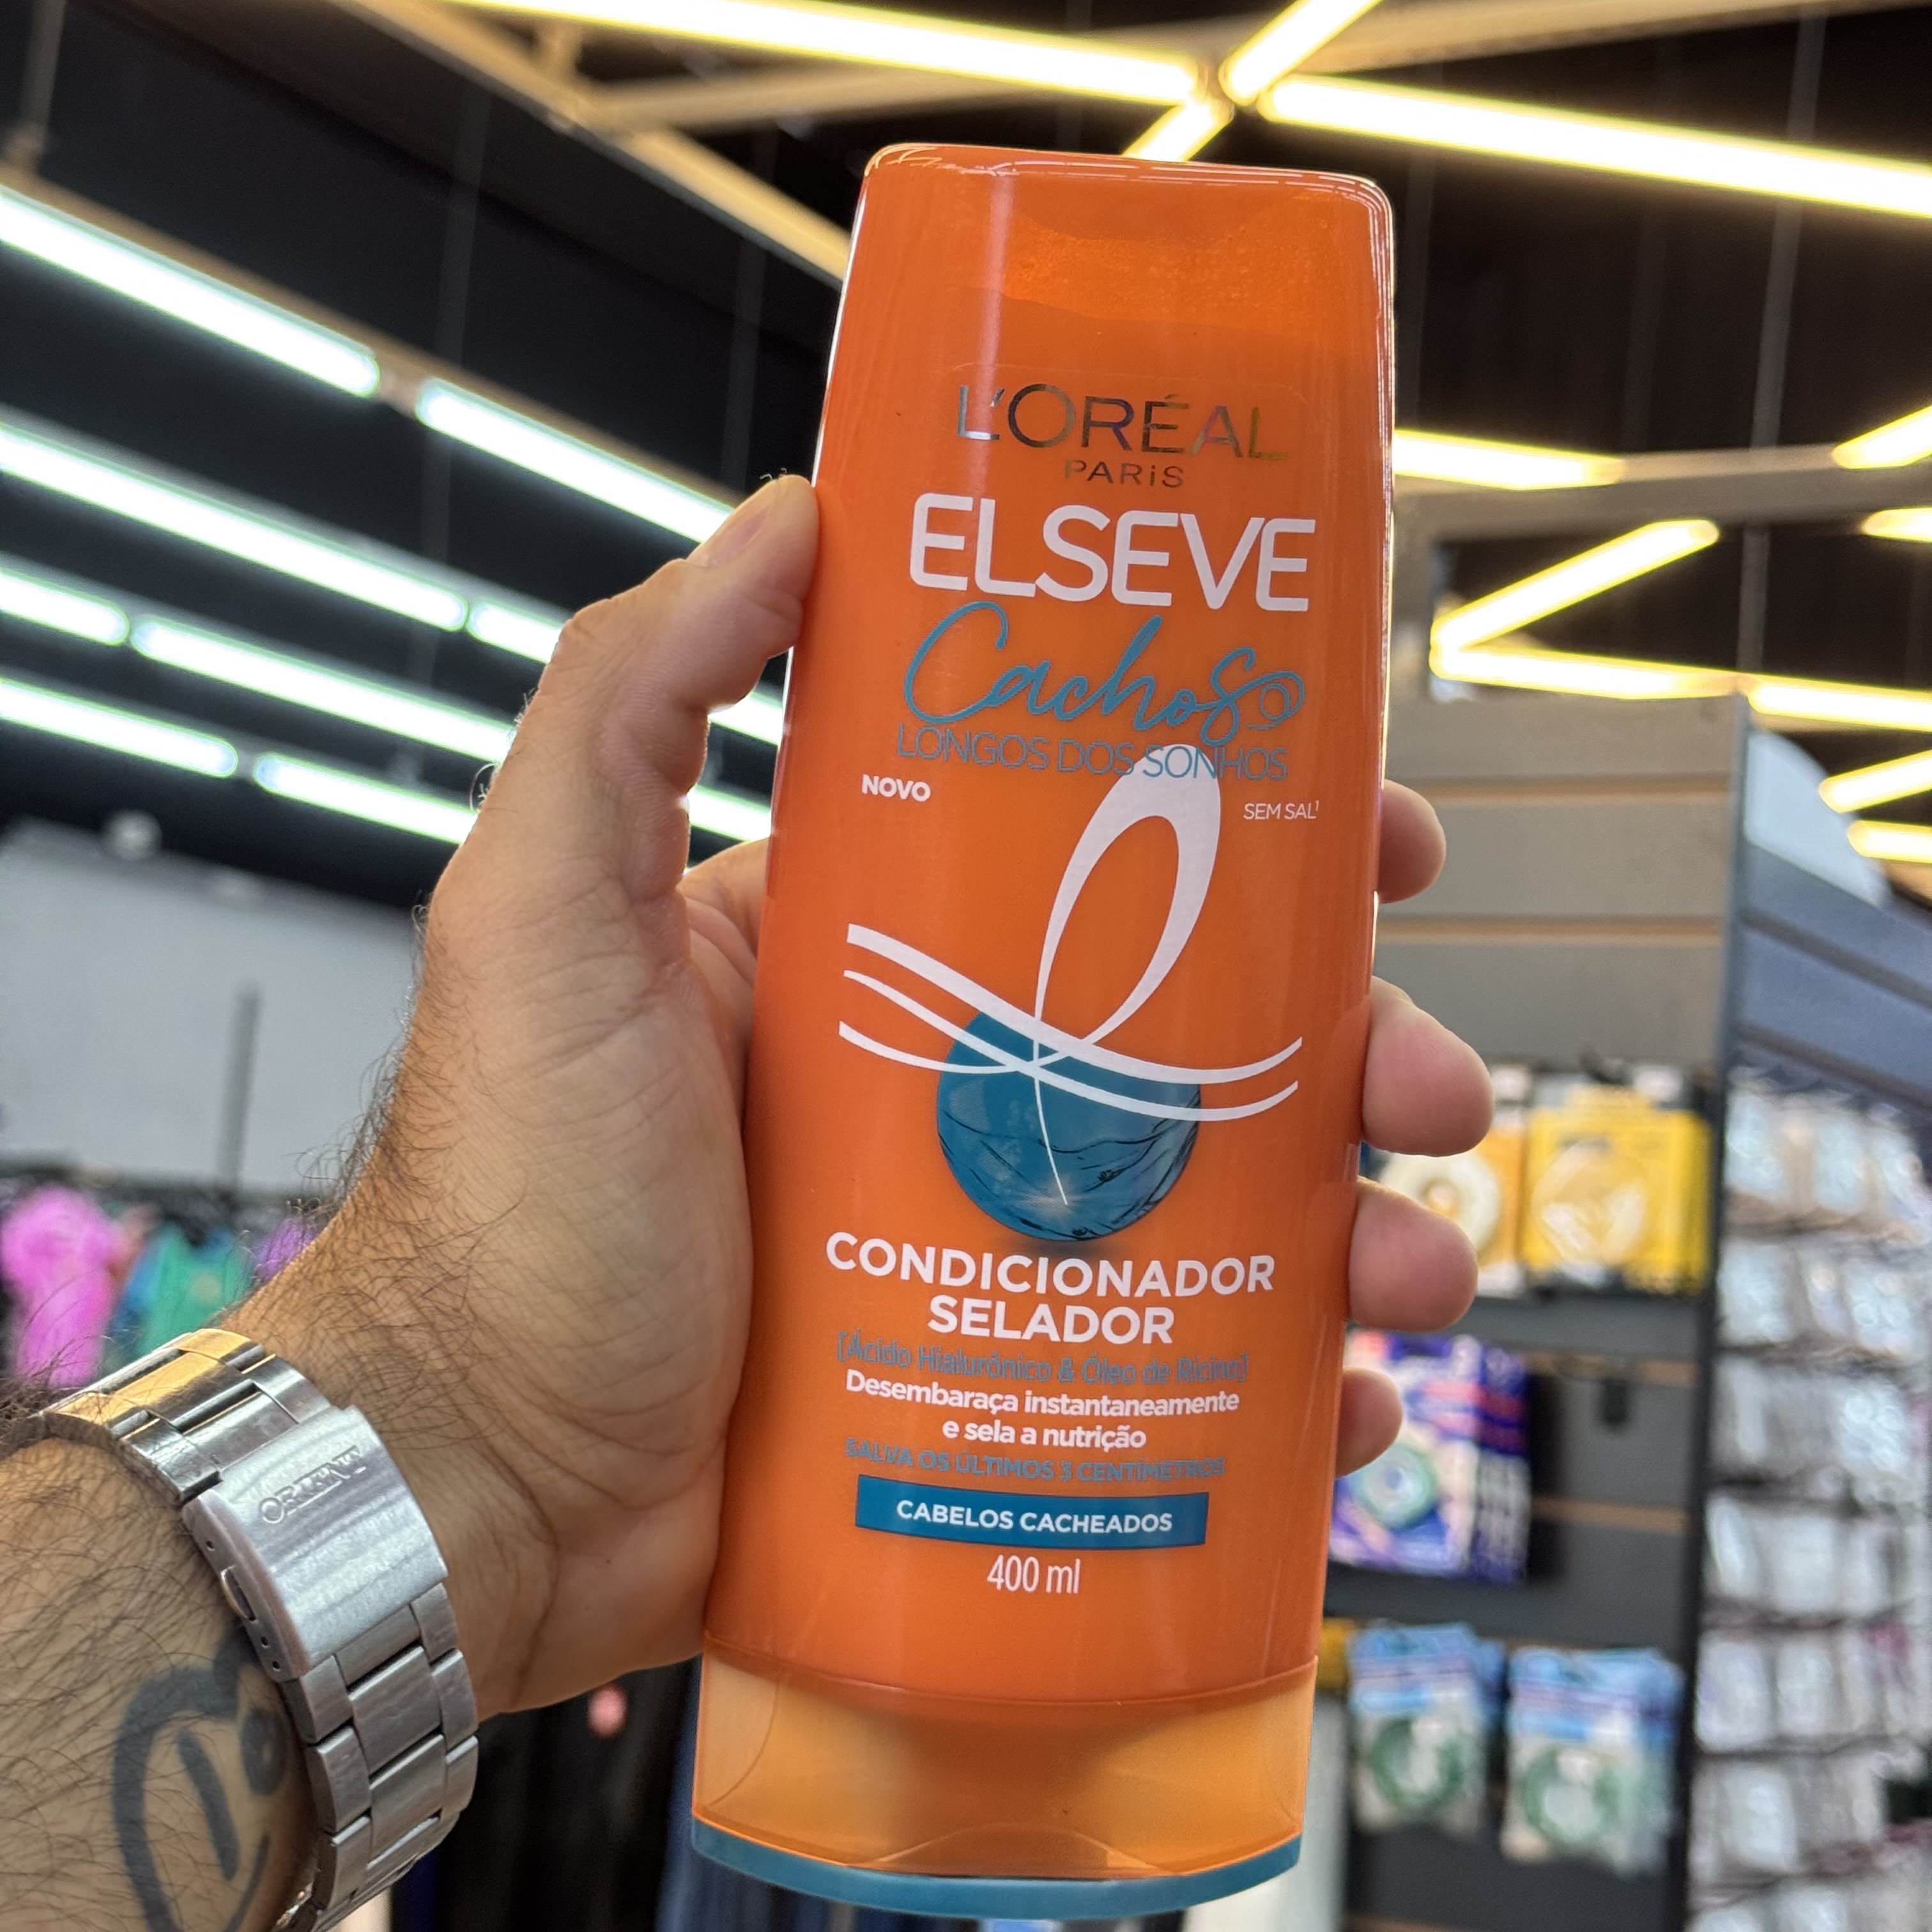 L'ORÉAL
PARiS
ELSEVE
Cachos
LONGOS DOS SONHOS
NOVO
SEM SAL¹
CONDICIONADOR
SELADOR
[Ácido Hialurônico & Óleo de Rícino]
Desembaraça instantaneamente
e sela a nutrição
SALVA OS ÚLTIMOS 3 CENTÍMETROS
CABELOS CACHEADOS
400 ml
ORIENT